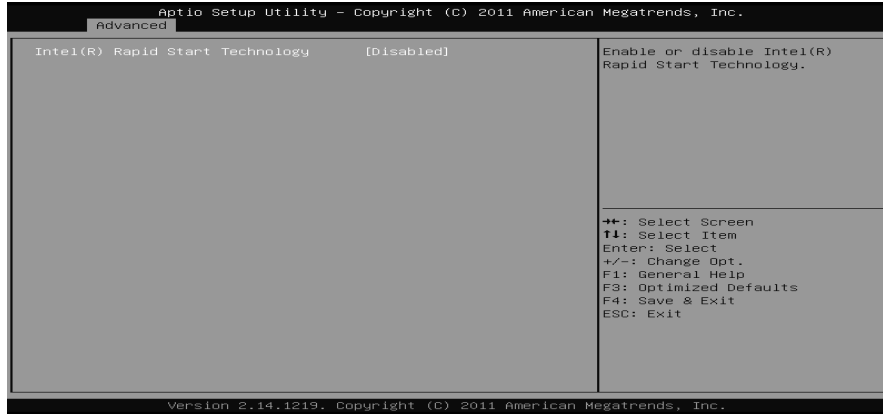 Aptio Setup Utility – Copyright (C) 2011 American Megatrends, Inc.
Advanced
Intel(R) Rapid Start Technology [Disabled]
Enable or disable Intel(R)
Rapid Start Technology.
→←: Select Screen
↑↓: Select Item
Enter: Select
+/-: Change Opt.
F1: General Help
F3: Optimized Defaults
F4: Save & Exit
ESC: Exit
Version 2.14.1219. Copyright (C) 2011 American Megatrends, Inc.